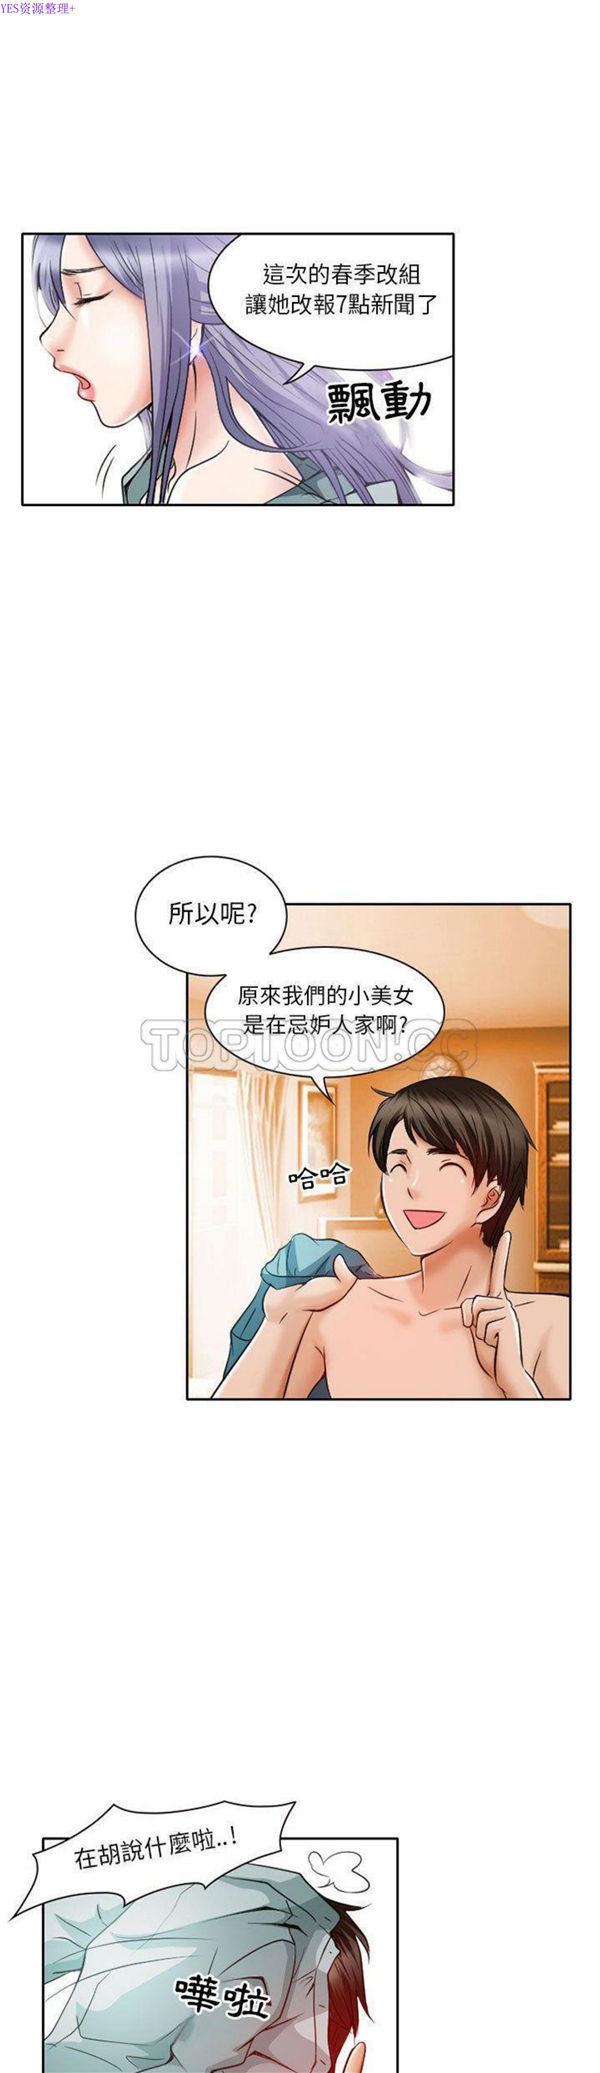 YES资源整理+
這次的春季改組
讓她改報7點新聞了
飄動
所以呢?
原來我們的小美女
是在忌妒人家啊?
TOPTOON.CC
哈哈
TOPTOON.CC
在胡說什麼啦..!
嘩啦